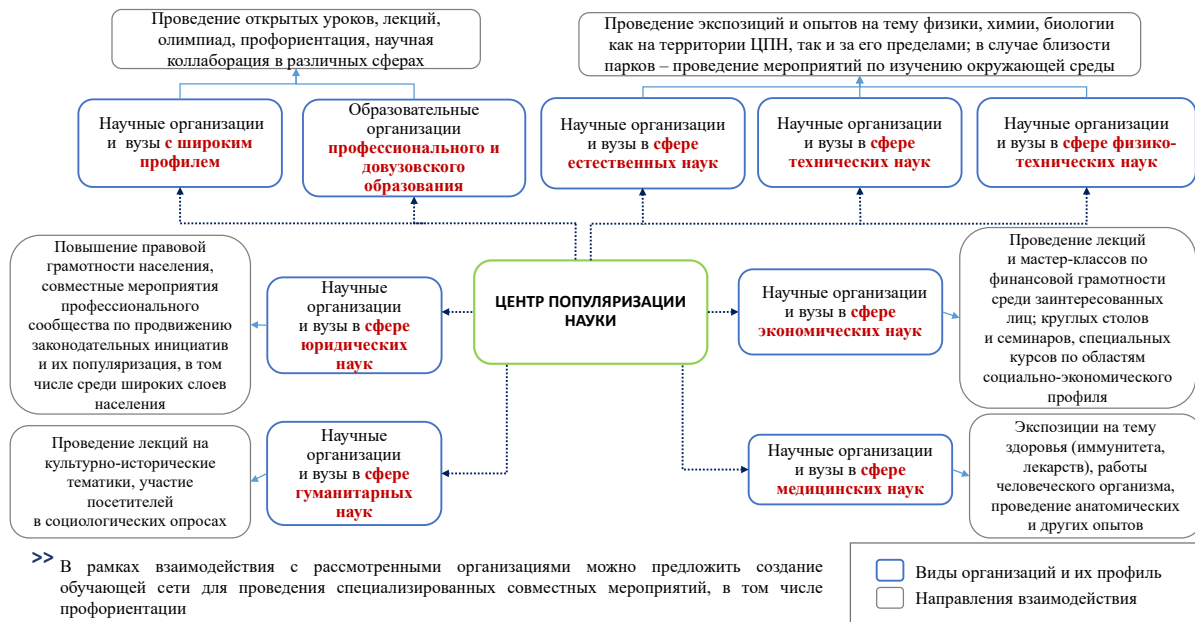 Проведение открытых уроков, лекций,
олимпиад, профориентация, научная
коллаборация в различных сферах
Проведение экспозиций и опытов на тему физики, химии, биологии
как на территории ЦПН, так и за его пределами; в случае близости
парков – проведение мероприятий по изучению окружающей среды
Научные организации
и вузы с широким
профилем
Образовательные
организации
профессионального и
довузовского
образования
Научные организации
и вузы в сфере
естественных наук
Научные организации
и вузы в сфере
технических наук
Научные организации
и вузы в сфере физико-
технических наук
Повышение правовой
грамотности населения,
совместные мероприятия
профессионального
сообщества по продвижению
законодательных инициатив
и их популяризация, в том
числе среди широких слоев
населения
Научные
организации
и вузы в сфере
юридических
наук
ЦЕНТР ПОПУЛЯРИЗАЦИИ
НАУКИ
Научные организации
и вузы в сфере
экономических наук
Проведение лекций
и мастер-классов по
финансовой грамотности
среди заинтересованных
лиц; круглых столов
и семинаров, специальных
курсов по областям
социально-экономического
профиля
Проведение лекций на
культурно-исторические
тематики, участие
посетителей
в социологических опросах
Научные
организации
и вузы в сфере
гуманитарных
наук
Научные организации
и вузы в сфере
медицинских наук
Экспозиции на тему
здоровья (иммунитета,
лекарств), работы
человеческого организма,
проведение анатомических
и других опытов
>> В рамках взаимодействия с рассмотренными организациями можно предложить создание
обучающей сети для проведения специализированных совместных мероприятий, в том числе
профориентации
Виды организаций и их профиль
Направления взаимодействия